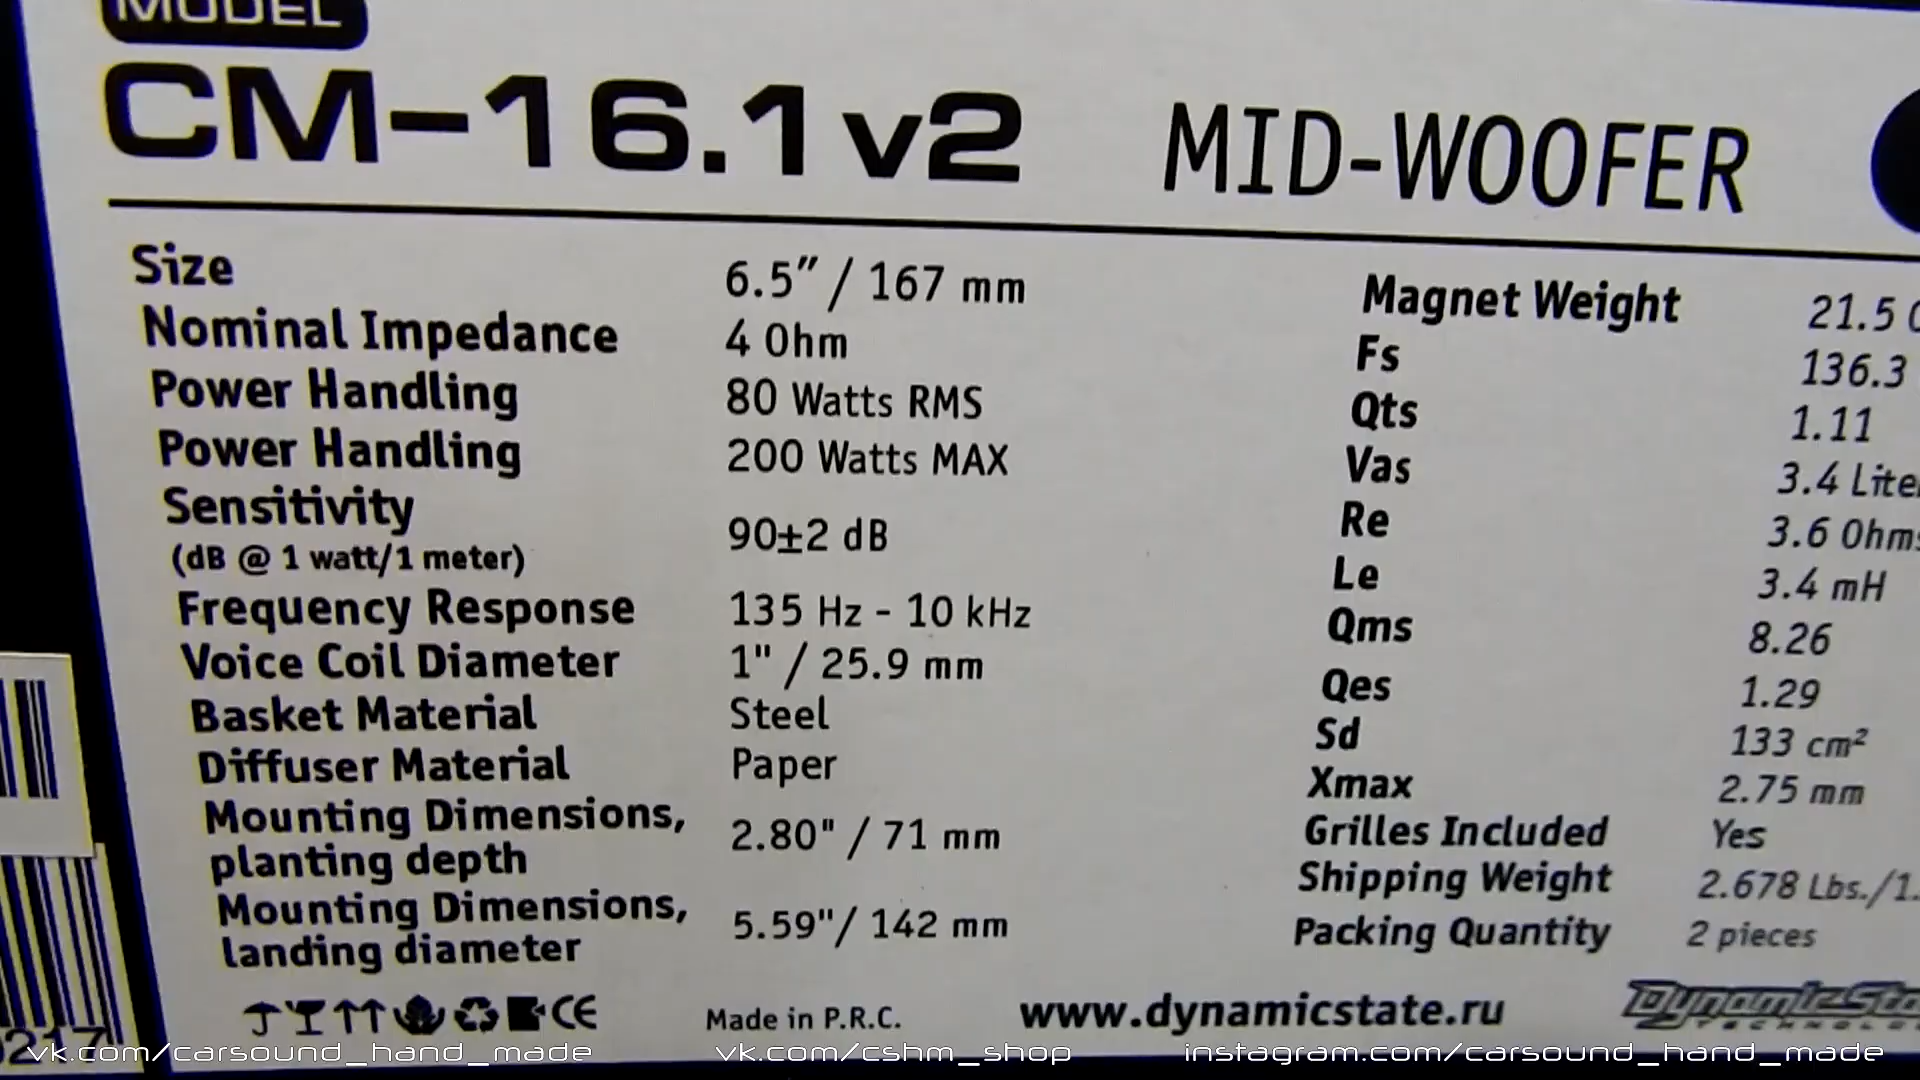 MODEL
CM-16.1v2 MID-WOOFER
Size 6.5" / 167 mm
Nominal Impedance 4 Ohm
Power Handling 80 Watts RMS
Power Handling 200 Watts MAX
Sensitivity
(dB @ 1 watt/1 meter) 90±2 dB
Frequency Response 135 Hz - 10 kHz
Voice Coil Diameter 1" / 25.9 mm
Basket Material Steel
Diffuser Material Paper
Mounting Dimensions,
planting depth 2.80" / 71 mm
Mounting Dimensions,
landing diameter 5.59"/ 142 mm
Magnet Weight 21.5
Fs 136.3
Qts 1.11
Vas 3.4 Lite
Re 3.6 Ohms
Le 3.4 mH
Qms 8.26
Qes 1.29
Sd 133 cm²
Xmax 2.75 mm
Grilles Included Yes
Shipping Weight 2.678 Lbs./1.
Packing Quantity 2 pieces
CE Made in P.R.C. www.dynamicstate.ru DynamicSta
217
vk.com/carsound_hand_made vk.com/cshm_shop instagram.com/carsound_hand_made